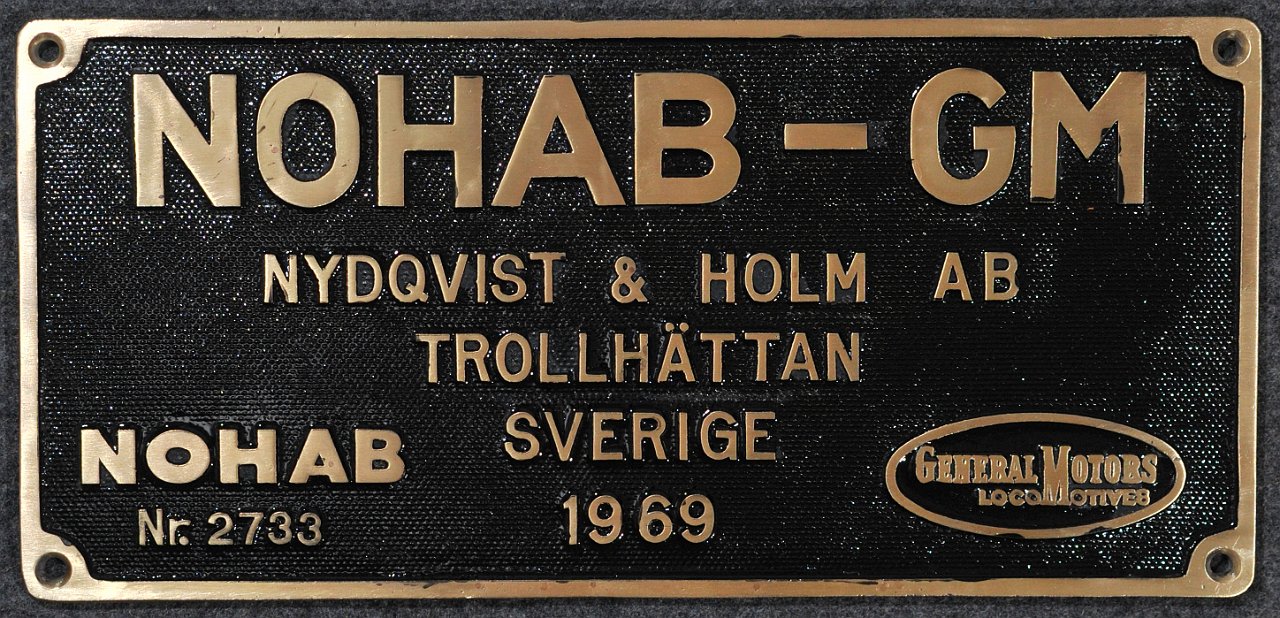 NOHAB-GM
NYDQVIST & HOLM AB
TROLLHÄTTAN
SVERIGE
1969
NOHAB
Nr. 2733
GENERAL MOTORS
LOCOMOTIVES